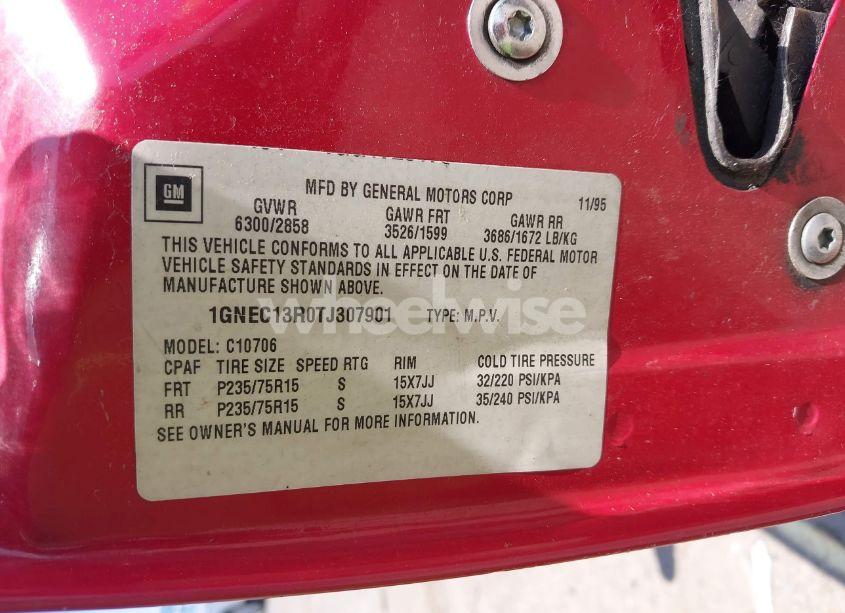 GM
MFD BY GENERAL MOTORS CORP 11/95
GVWR GAWR FRT GAWR RR
6300/2858 3526/1599 3686/1672 LB/KG
THIS VEHICLE CONFORMS TO ALL APPLICABLE U.S. FEDERAL MOTOR
VEHICLE SAFETY STANDARDS IN EFFECT ON THE DATE OF
MANUFACTURE SHOWN ABOVE.
wheelwise
1GNEC13R0TJ307901 TYPE: M.P.V.
MODEL: C10706
CPAF TIRE SIZE SPEED RTG RIM COLD TIRE PRESSURE
FRT P235/75R15 S 15X7JJ 32/220 PSI/KPA
RR P235/75R15 S 15X7JJ 35/240 PSI/KPA
SEE OWNER'S MANUAL FOR MORE INFORMATION.